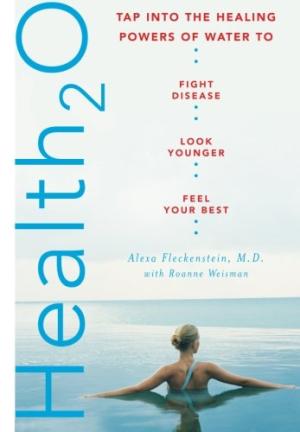 Health2O
TAP INTO THE HEALING
POWERS OF WATER TO
FIGHT
DISEASE
LOOK
YOUNGER
FEEL
YOUR BEST
Alexa Fleckenstein, M.D.
with Roanne Weisman